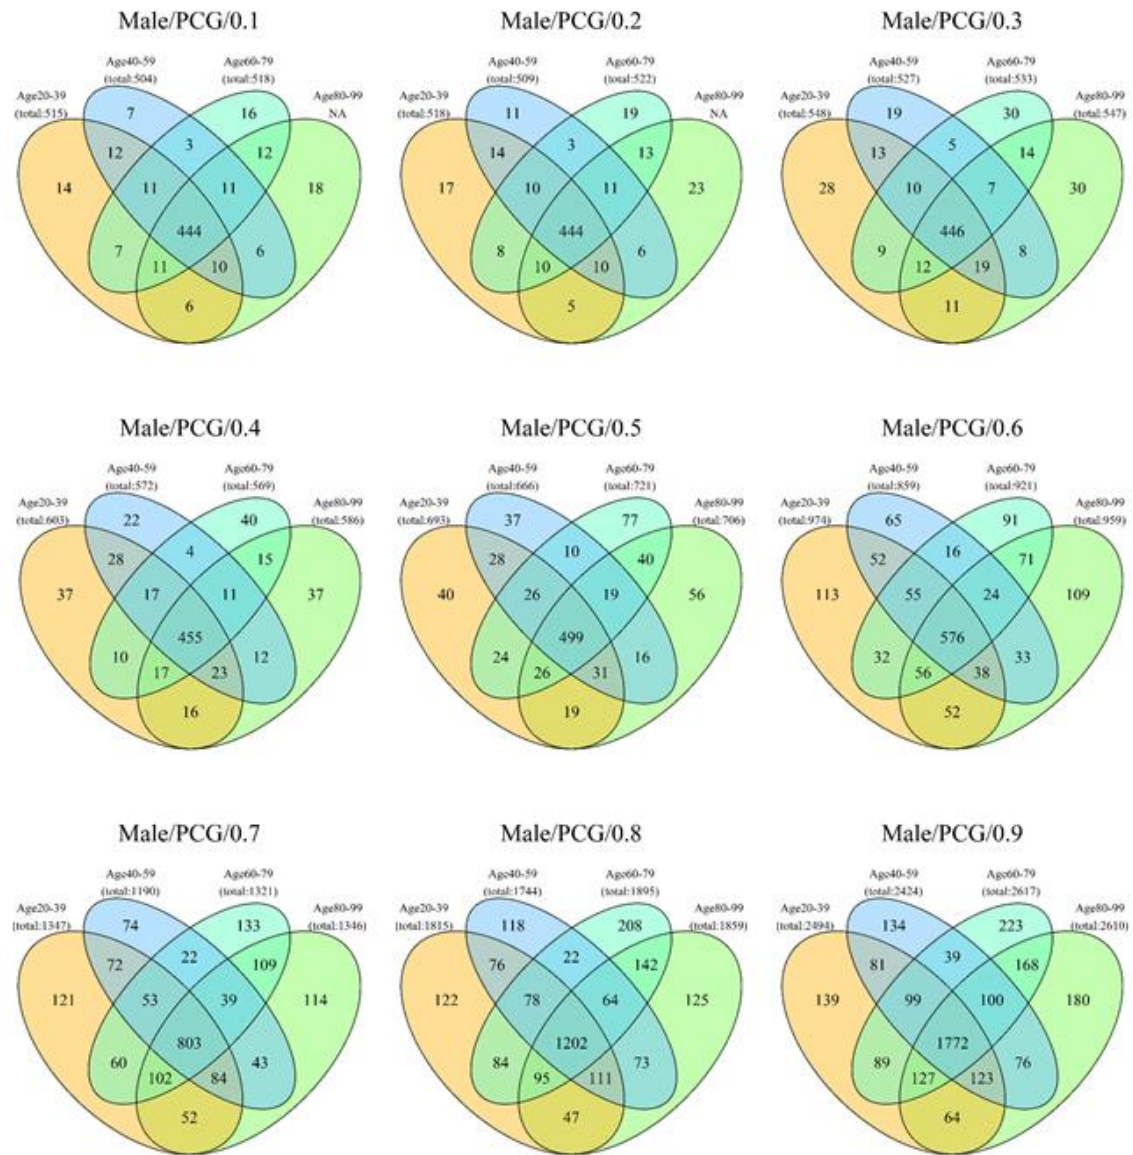 Male/PCG/0.1
Age40-59
(total:504)
Age60-79
(total:518)
Age20-39
(total:515)
Age80-99
NA
7
16
12
3
12
14
11
11
18
444
7
6
11
10
6
Male/PCG/0.2
Age40-59
(total:509)
Age60-79
(total:522)
Age20-39
(total:518)
Age80-99
NA
11
19
14
3
13
17
10
11
23
444
8
6
10
10
5
Male/PCG/0.3
Age40-59
(total:527)
Age60-79
(total:533)
Age20-39
(total:548)
Age80-99
(total:547)
19
30
13
5
14
28
10
7
30
446
9
8
12
19
11
Male/PCG/0.4
Age40-59
(total:572)
Age60-79
(total:569)
Age20-39
(total:603)
Age80-99
(total:586)
22
40
28
4
15
37
17
11
37
455
10
12
17
23
16
Male/PCG/0.5
Age40-59
(total:666)
Age60-79
(total:721)
Age20-39
(total:693)
Age80-99
(total:706)
37
77
28
10
40
40
26
19
56
499
24
16
26
31
19
Male/PCG/0.6
Age40-59
(total:859)
Age60-79
(total:921)
Age20-39
(total:974)
Age80-99
(total:959)
65
91
52
16
71
113
55
24
109
576
32
33
56
38
52
Male/PCG/0.7
Age40-59
(total:1190)
Age60-79
(total:1321)
Age20-39
(total:1347)
Age80-99
(total:1346)
74
133
72
22
109
121
53
39
114
803
60
43
102
84
52
Male/PCG/0.8
Age40-59
(total:1744)
Age60-79
(total:1895)
Age20-39
(total:1815)
Age80-99
(total:1859)
118
208
76
22
142
122
78
64
125
1202
84
73
95
111
47
Male/PCG/0.9
Age40-59
(total:2424)
Age60-79
(total:2617)
Age20-39
(total:2494)
Age80-99
(total:2610)
134
223
81
39
168
139
99
100
180
1772
89
76
127
123
64